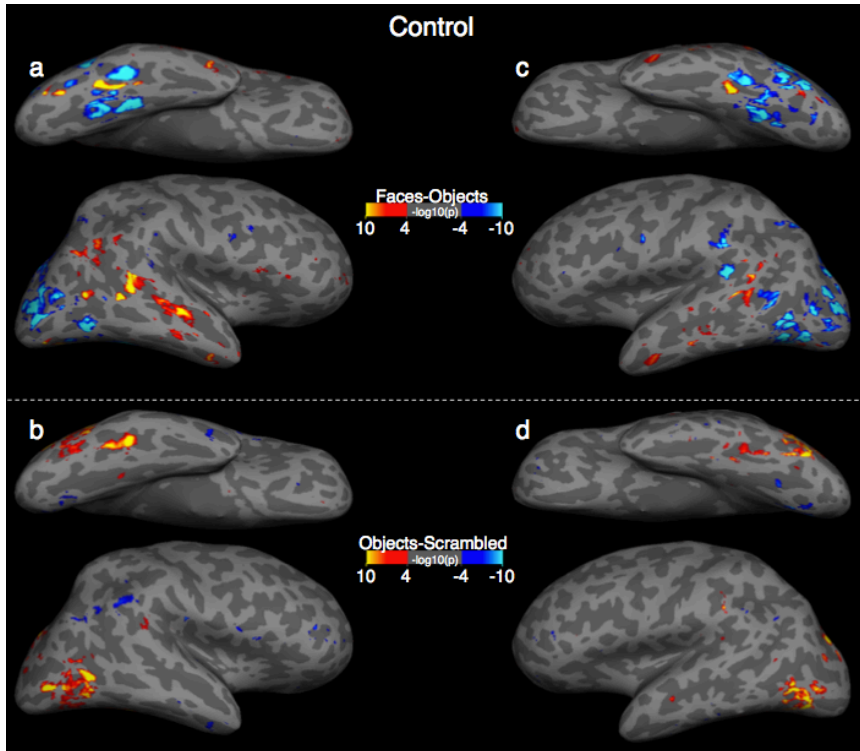 Control
a
c
Faces-Objects
-log10(p)
10 4 -4 -10
b
d
Objects-Scrambled
-log10(p)
10 4 -4 -10